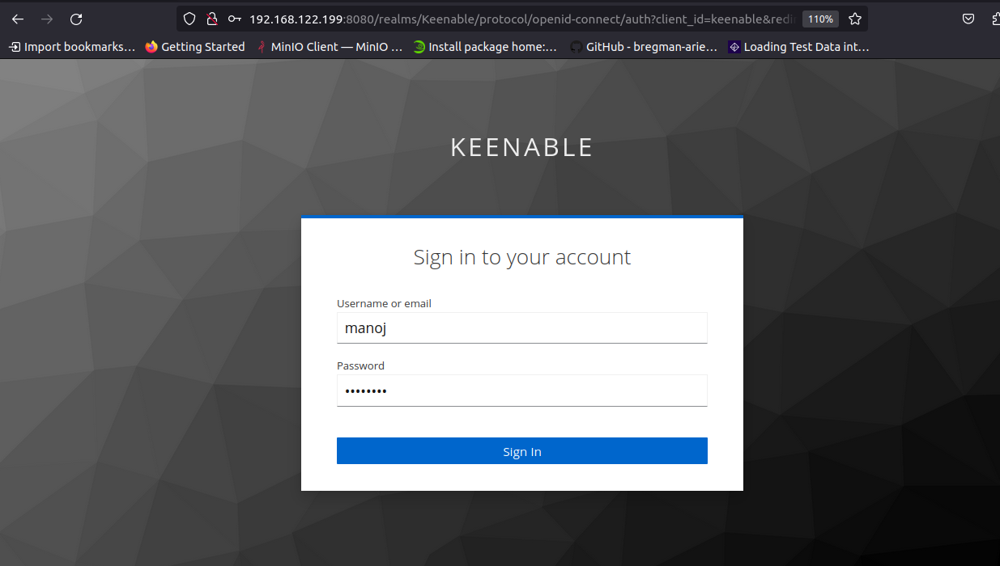 192.168.122.199:8080/realms/Keenable/protocol/openid-connect/auth?client_id=keenable&redi
110%
Import bookmarks...
Getting Started
MinIO Client — MinIO ...
Install package home:...
GitHub - bregman-arie...
Loading Test Data int...
KEENABLE
Sign in to your account
Username or email
manoj
Password
••••••••
Sign In